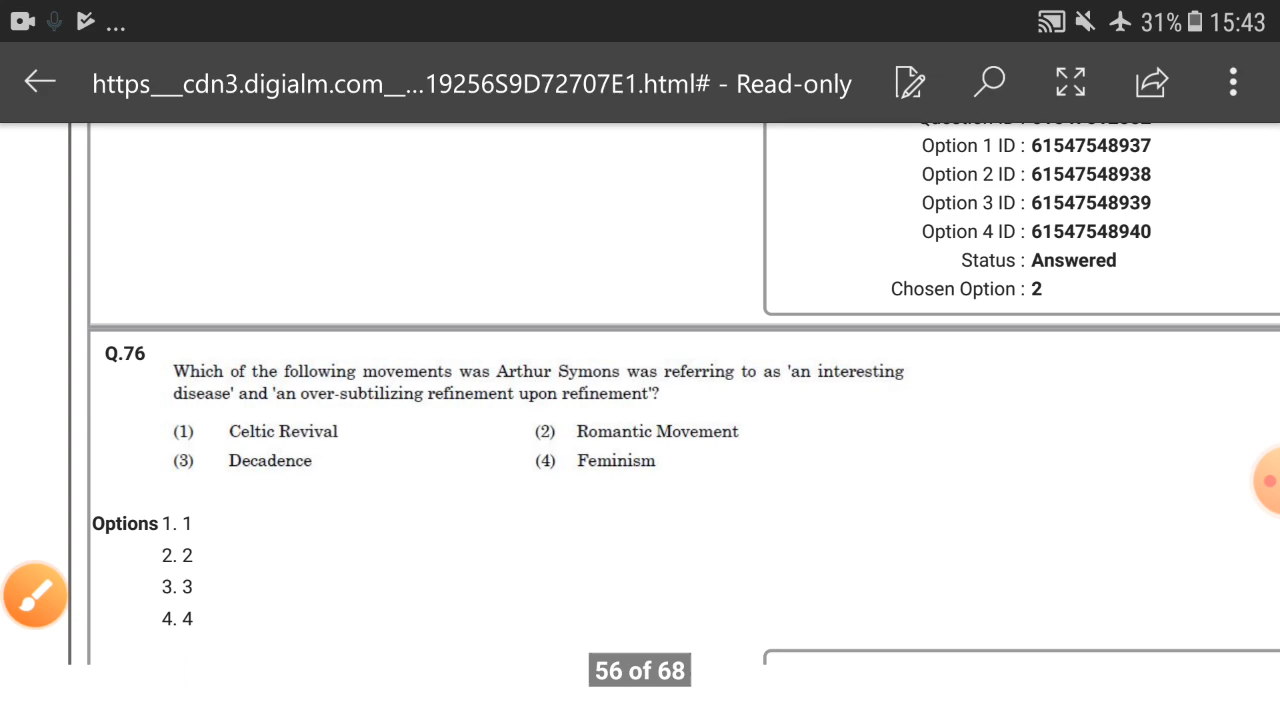 ... 31% 15:43
https__cdn3.digialm.com__...19256S9D72707E1.html# - Read-only
Option 1 ID : 61547548937
Option 2 ID : 61547548938
Option 3 ID : 61547548939
Option 4 ID : 61547548940
Status : Answered
Chosen Option : 2
Q.76
Which of the following movements was Arthur Symons was referring to as 'an interesting
disease' and 'an over-subtilizing refinement upon refinement'?
(1) Celtic Revival (2) Romantic Movement
(3) Decadence (4) Feminism
Options 1. 1
2. 2
3. 3
4. 4
56 of 68